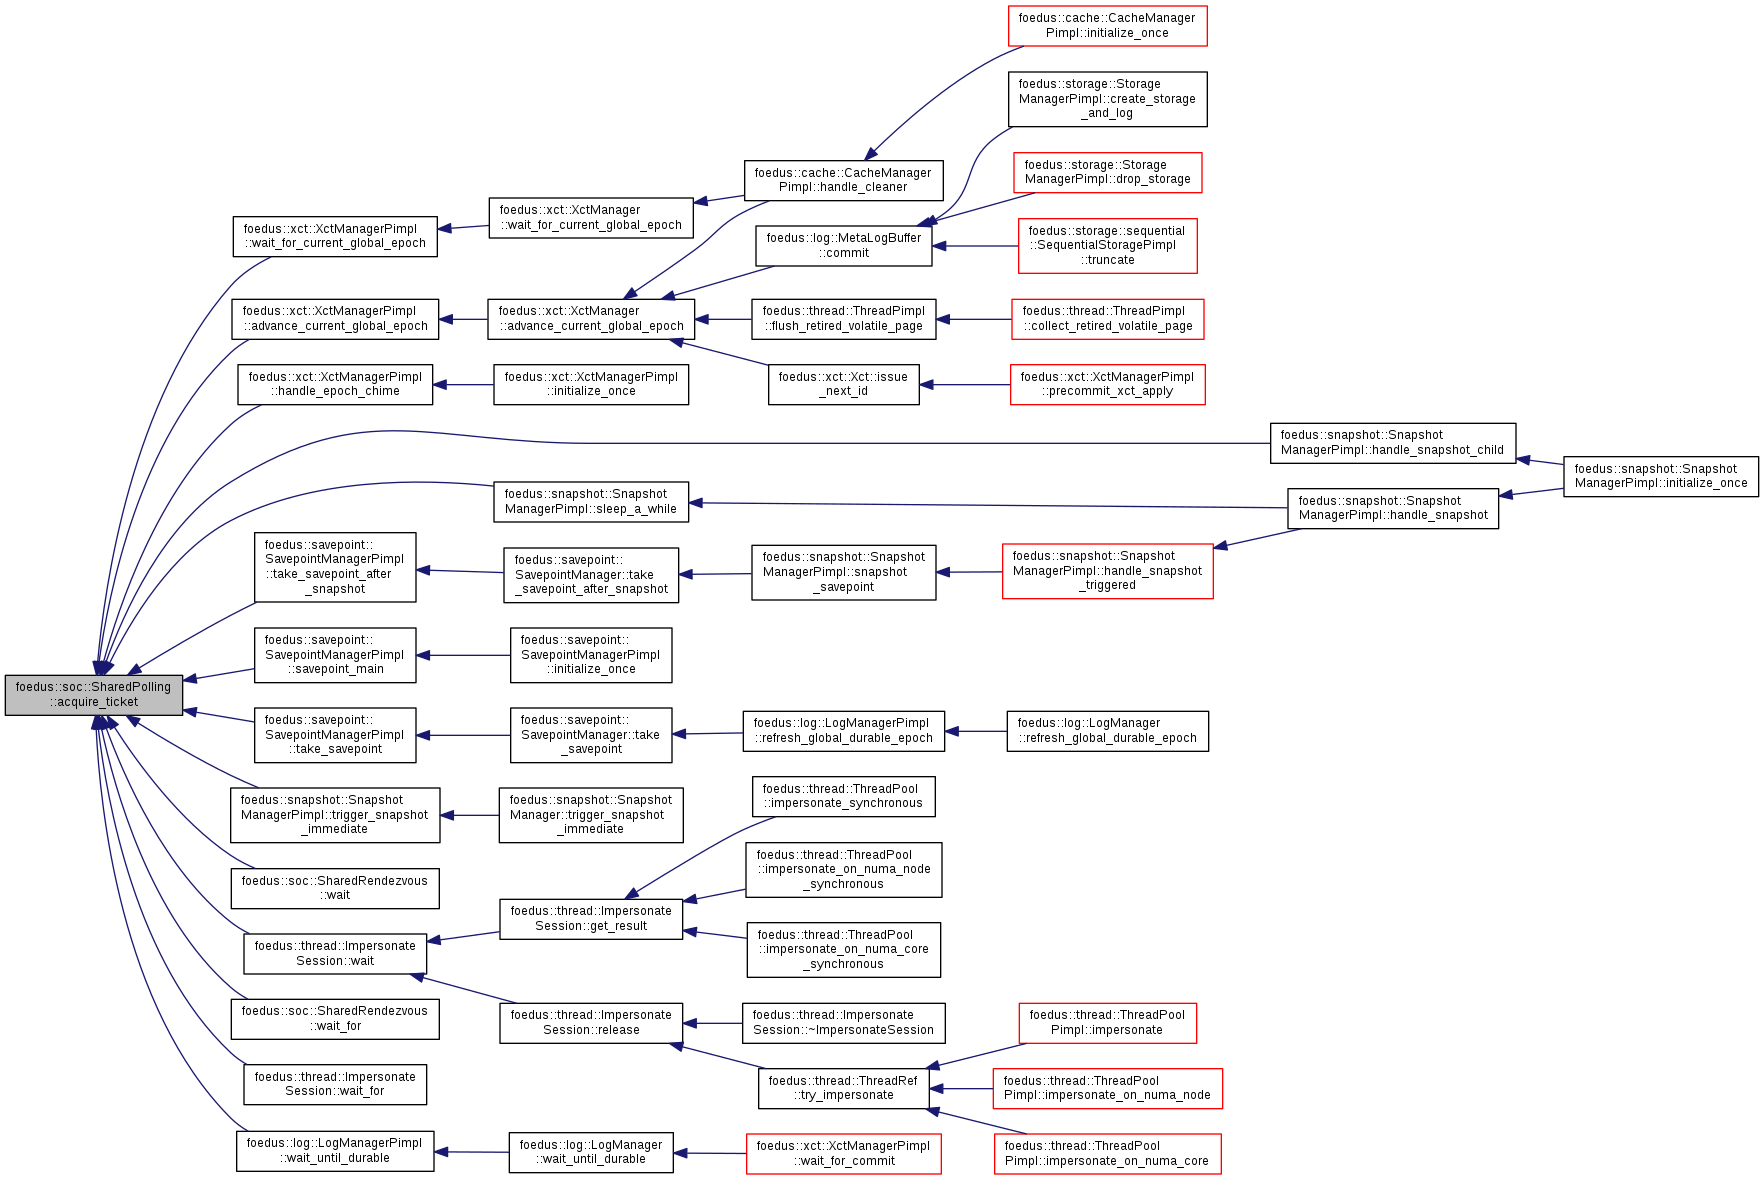 foedus::cache::CacheManager
Pimpl::initialize_once
foedus::storage::Storage
ManagerPimpl::create_storage
_and_log
foedus::storage::Storage
ManagerPimpl::drop_storage
foedus::cache::CacheManager
Pimpl::handle_cleaner
foedus::xct::XctManager
::wait_for_current_global_epoch
foedus::xct::XctManagerPimpl
::wait_for_current_global_epoch
foedus::log::MetaLogBuffer
::commit
foedus::storage::sequential
::SequentialStoragePimpl
::truncate
foedus::xct::XctManagerPimpl
::advance_current_global_epoch
foedus::xct::XctManager
::advance_current_global_epoch
foedus::thread::ThreadPimpl
::flush_retired_volatile_page
foedus::thread::ThreadPimpl
::collect_retired_volatile_page
foedus::xct::XctManagerPimpl
::handle_epoch_chime
foedus::xct::XctManagerPimpl
::initialize_once
foedus::xct::Xct::issue
_next_id
foedus::xct::XctManagerPimpl
::precommit_xct_apply
foedus::snapshot::Snapshot
ManagerPimpl::handle_snapshot_child
foedus::snapshot::Snapshot
ManagerPimpl::initialize_once
foedus::snapshot::Snapshot
ManagerPimpl::sleep_a_while
foedus::snapshot::Snapshot
ManagerPimpl::handle_snapshot
foedus::savepoint::
SavepointManagerPimpl
::take_savepoint_after
_snapshot
foedus::savepoint::
SavepointManager::take
_savepoint_after_snapshot
foedus::snapshot::Snapshot
ManagerPimpl::snapshot
_savepoint
foedus::snapshot::Snapshot
ManagerPimpl::handle_snapshot
_triggered
foedus::savepoint::
SavepointManagerPimpl
::savepoint_main
foedus::savepoint::
SavepointManagerPimpl
::initialize_once
foedus::soc::SharedPolling
::acquire_ticket
foedus::savepoint::
SavepointManagerPimpl
::take_savepoint
foedus::savepoint::
SavepointManager::take
_savepoint
foedus::log::LogManagerPimpl
::refresh_global_durable_epoch
foedus::log::LogManager
::refresh_global_durable_epoch
foedus::snapshot::Snapshot
ManagerPimpl::trigger_snapshot
_immediate
foedus::snapshot::Snapshot
Manager::trigger_snapshot
_immediate
foedus::thread::ThreadPool
::impersonate_synchronous
foedus::thread::ThreadPool
::impersonate_on_numa_node
_synchronous
foedus::soc::SharedRendezvous
::wait
foedus::thread::Impersonate
Session::get_result
foedus::thread::ThreadPool
::impersonate_on_numa_core
_synchronous
foedus::thread::Impersonate
Session::wait
foedus::soc::SharedRendezvous
::wait_for
foedus::thread::Impersonate
Session::release
foedus::thread::Impersonate
Session::~ImpersonateSession
foedus::thread::ThreadPool
Pimpl::impersonate
foedus::thread::Impersonate
Session::wait_for
foedus::thread::ThreadRef
::try_impersonate
foedus::thread::ThreadPool
Pimpl::impersonate_on_numa_node
foedus::log::LogManagerPimpl
::wait_until_durable
foedus::log::LogManager
::wait_until_durable
foedus::xct::XctManagerPimpl
::wait_for_commit
foedus::thread::ThreadPool
Pimpl::impersonate_on_numa_core